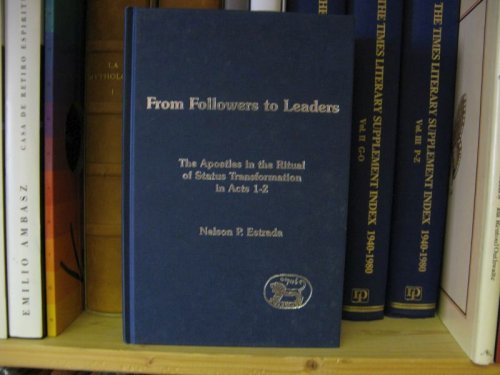 EMILIO AMBASZ
CASA DE RETIRO ESPIRITUAL
LA
From Followers to Leaders
The Apostles in the Ritual
of Status Transformation
in Acts 1-2
Nelson P. Estrada
THE TIMES LITERARY SUPPLEMENT INDEX 1940-1980
Vol. II G-O
THE TIMES LITERARY SUPPLEMENT INDEX 1940-1980
Vol. III P-Z